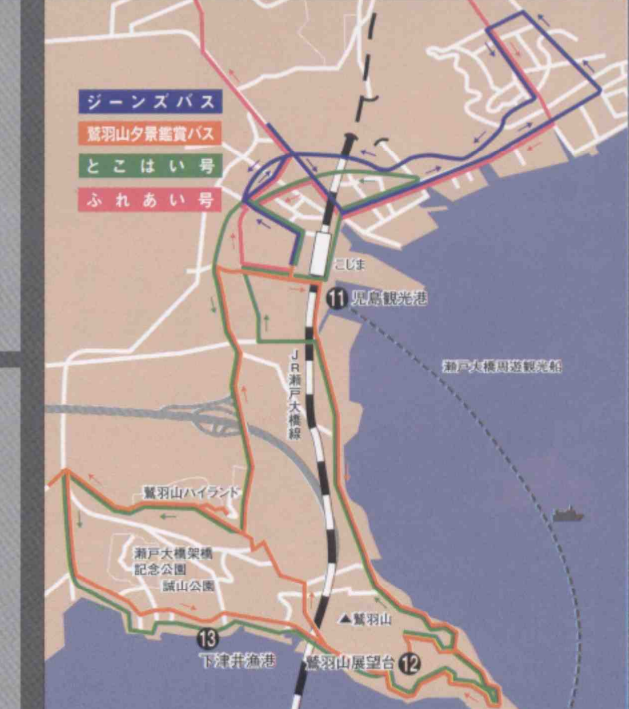 ジーンズバス
鷲羽山夕景鑑賞バス
とこはい号
ふれあい号
こじま
11 児島観光港
瀬戸大橋周遊観光船
JR瀬戸大橋線
鷲羽山ハイランド
瀬戸大橋架橋
記念公園
誠山公園
▲鷲羽山
13
下津井漁港
鷲羽山展望台 12